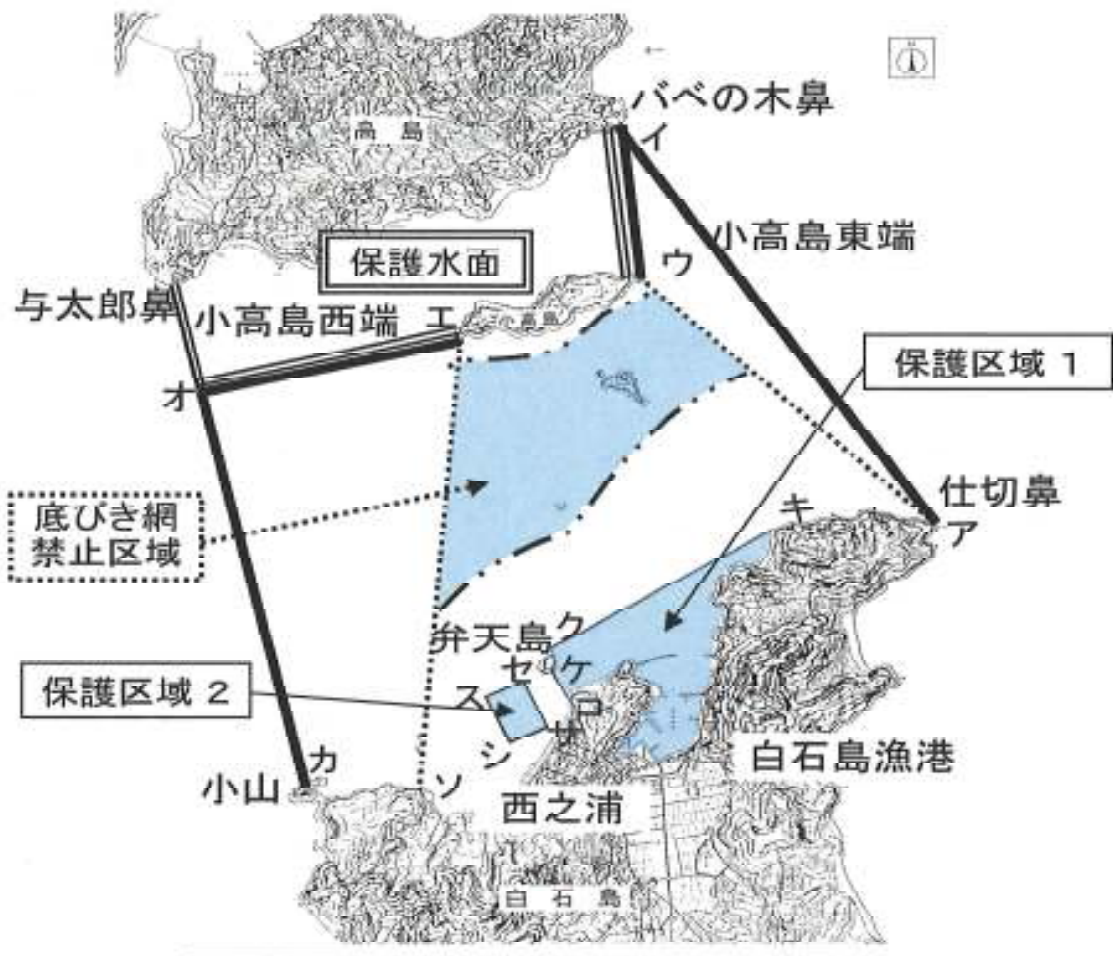 バベの木鼻
高島
イ
小高島東端
保護水面
ウ
与太郎鼻
小高島西端
エ
小高島
オ
保護区域 1
底びき網
禁止区域
仕切鼻
キ
ア
弁天島
ク
セ
ケ
保護区域 2
ス
コ
サ
シ
白石島漁港
カ
小山
ソ
西之浦
白石島